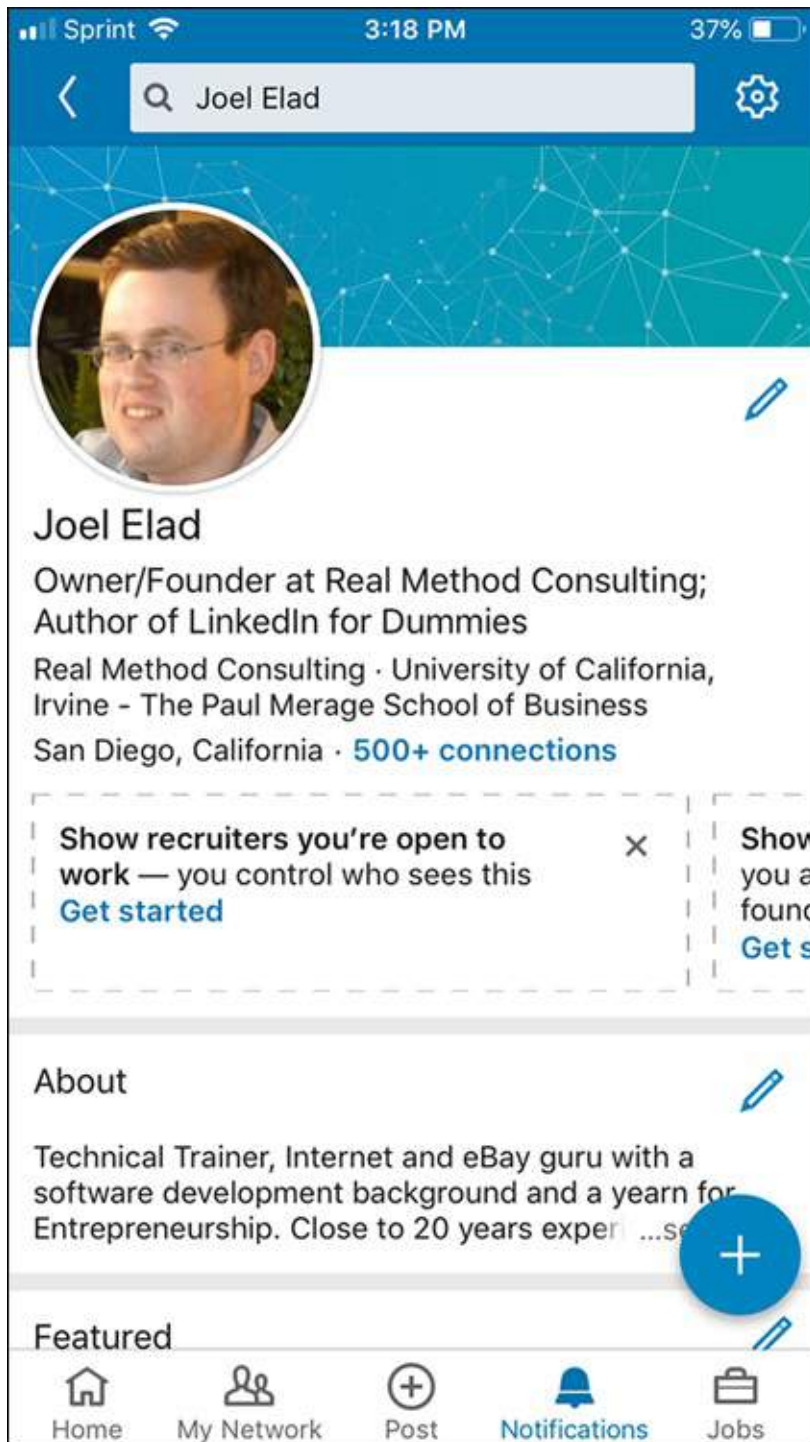 Sprint 3:18 PM 37%
Joel Elad
Joel Elad
Owner/Founder at Real Method Consulting;
Author of LinkedIn for Dummies
Real Method Consulting · University of California,
Irvine - The Paul Merage School of Business
San Diego, California · 500+ connections
Show recruiters you're open to
work — you control who sees this
Get started
Show
you a
found
Get s
About
Technical Trainer, Internet and eBay guru with a
software development background and a yearn for
Entrepreneurship. Close to 20 years exper ...se
Featured
Home My Network Post Notifications Jobs